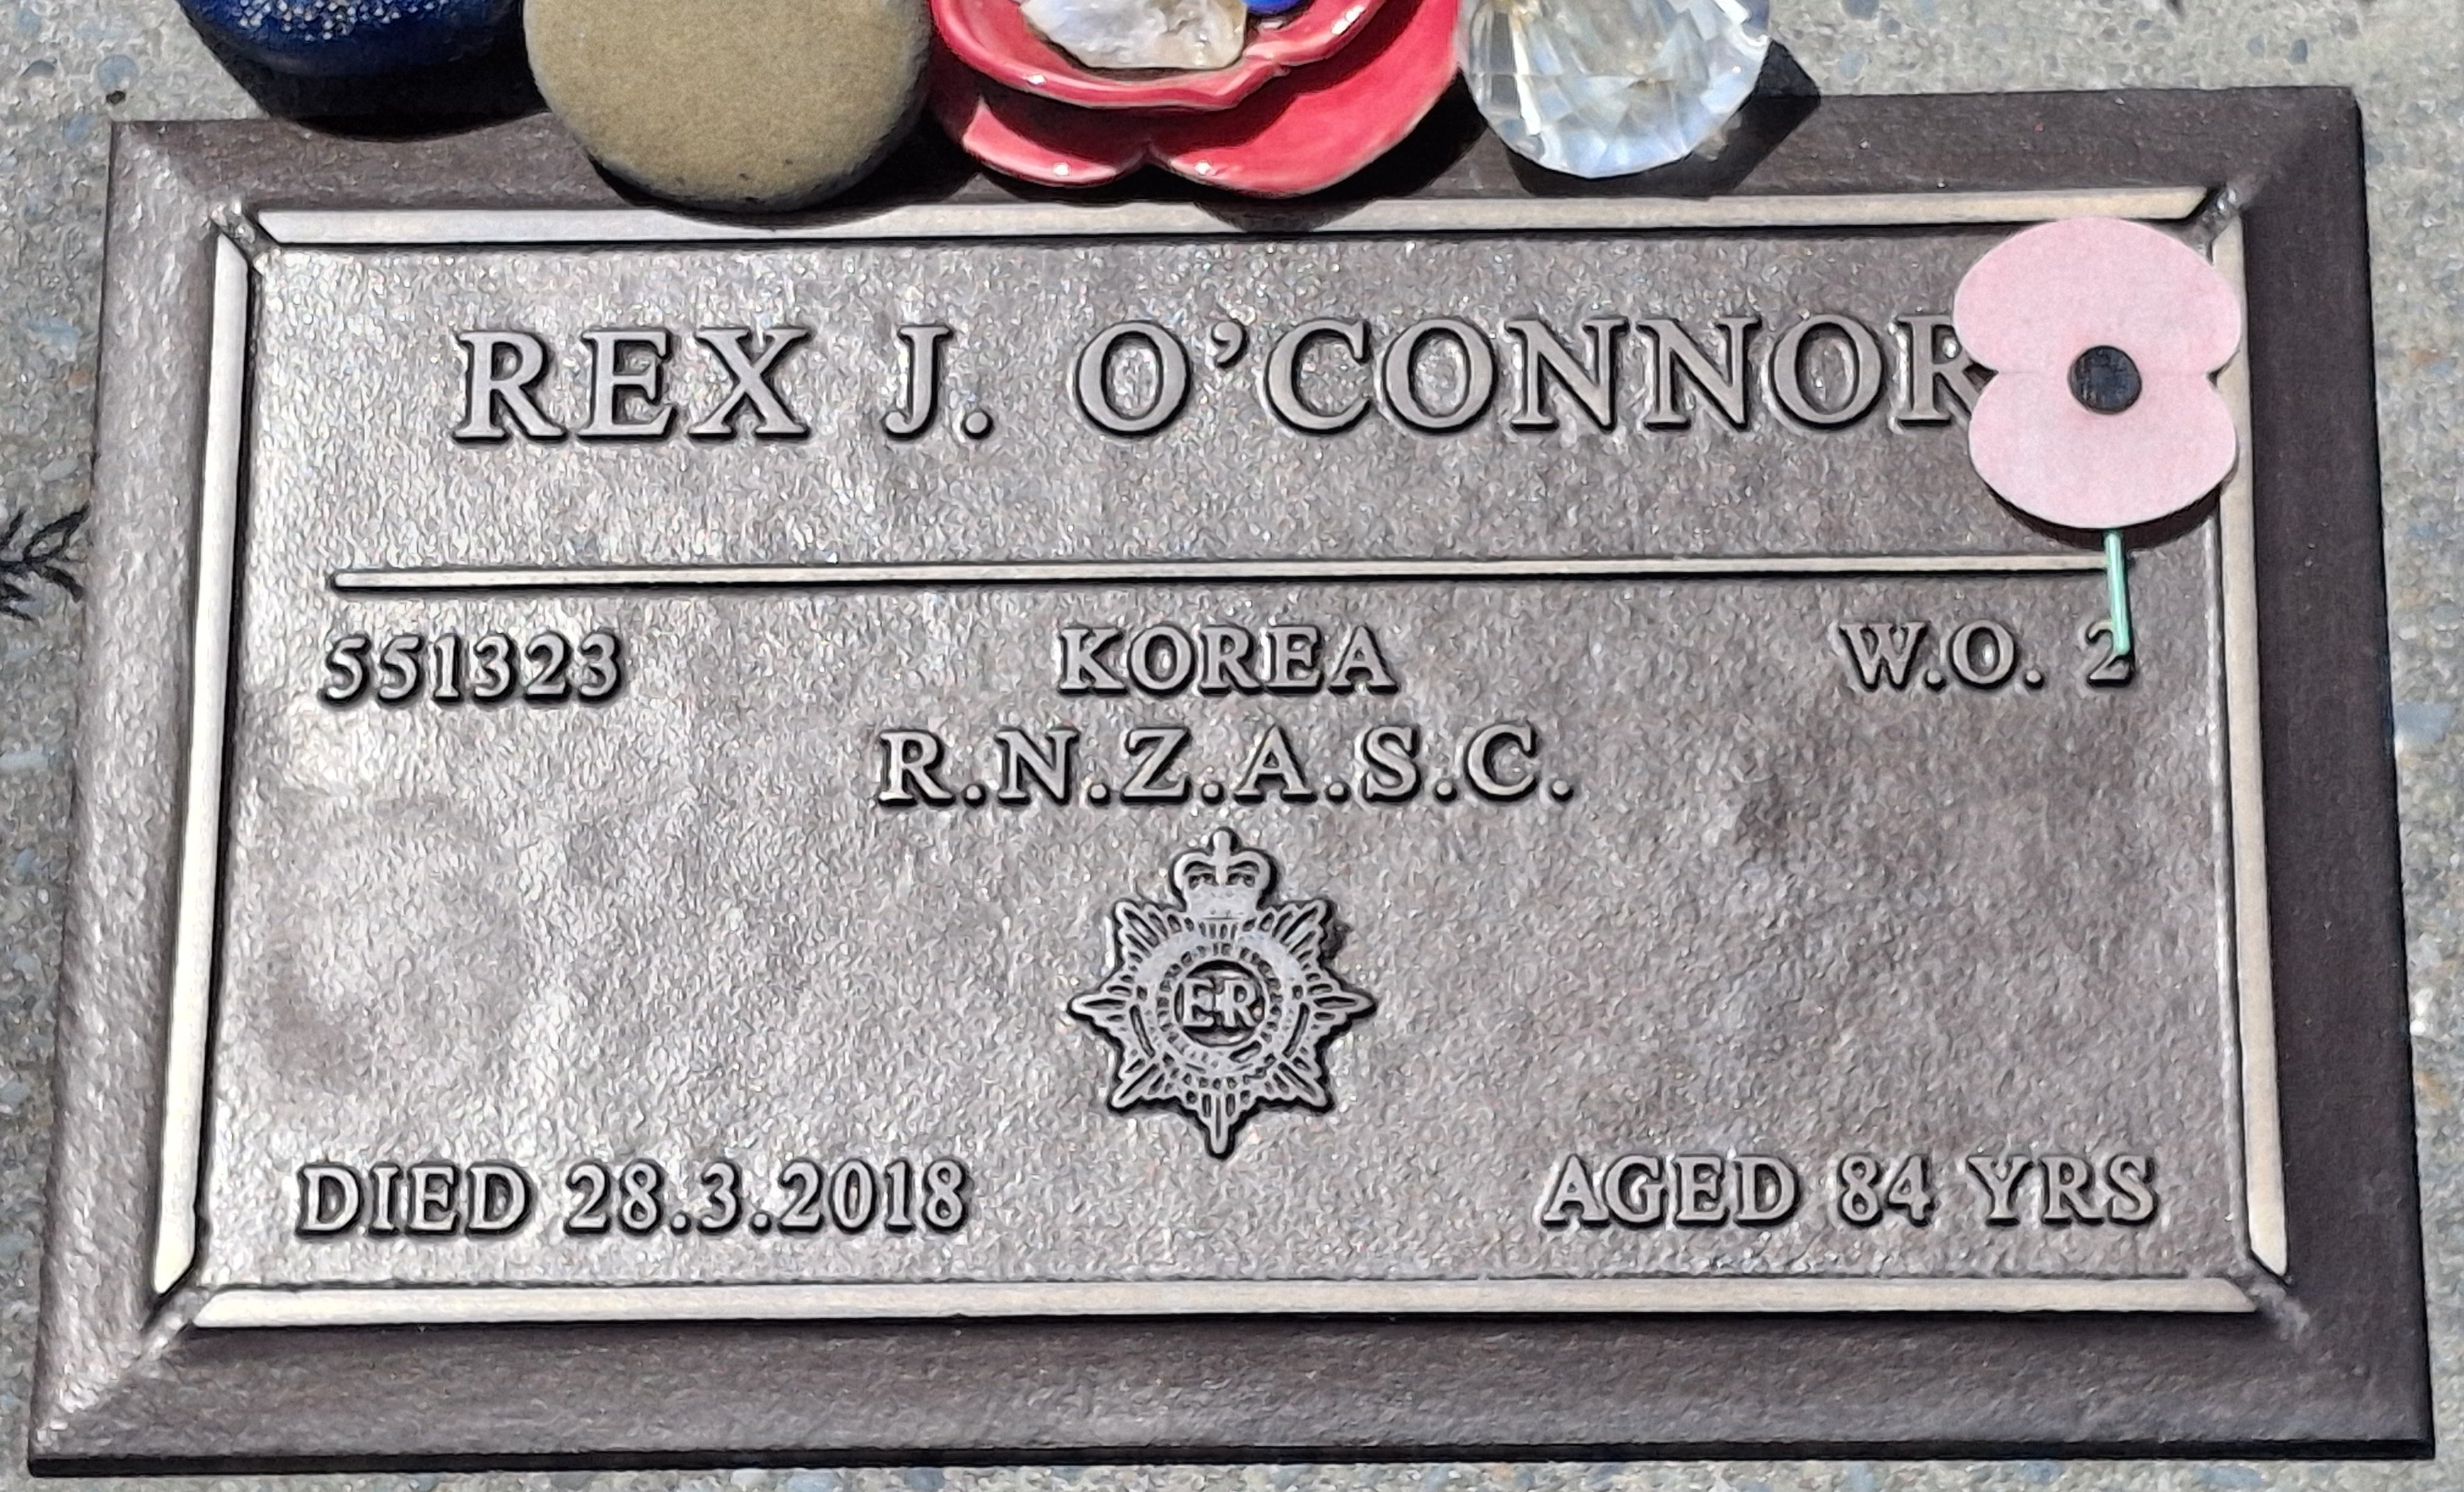 REX J. O'CONNOR
551323 KOREA W.O. 2
R.N.Z.A.S.C.
ER
DIED 28.3.2018 AGED 84 YRS